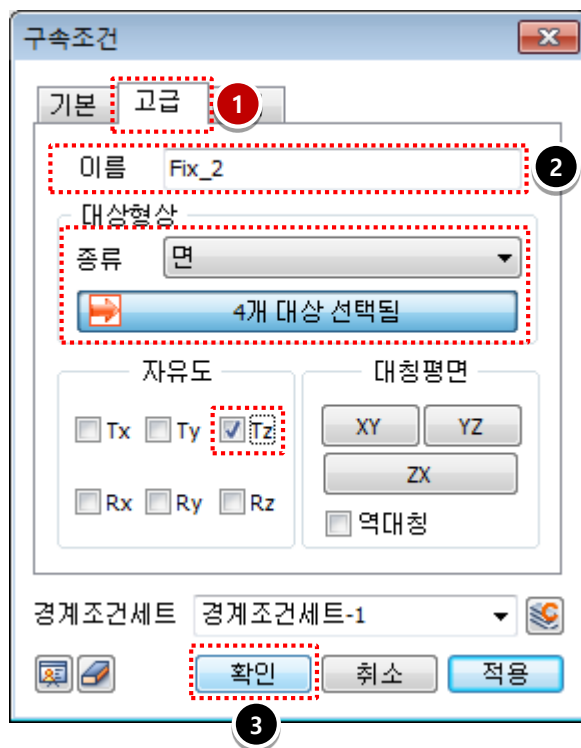 구속조건
기본 고급 1
이름 Fix_2 2
대상형상
종류 면
4개 대상 선택됨
자유도 대칭평면
Tx Ty Tz XY YZ
ZX
Rx Ry Rz 역대칭
경계조건세트 경계조건세트-1
확인 취소 적용
3